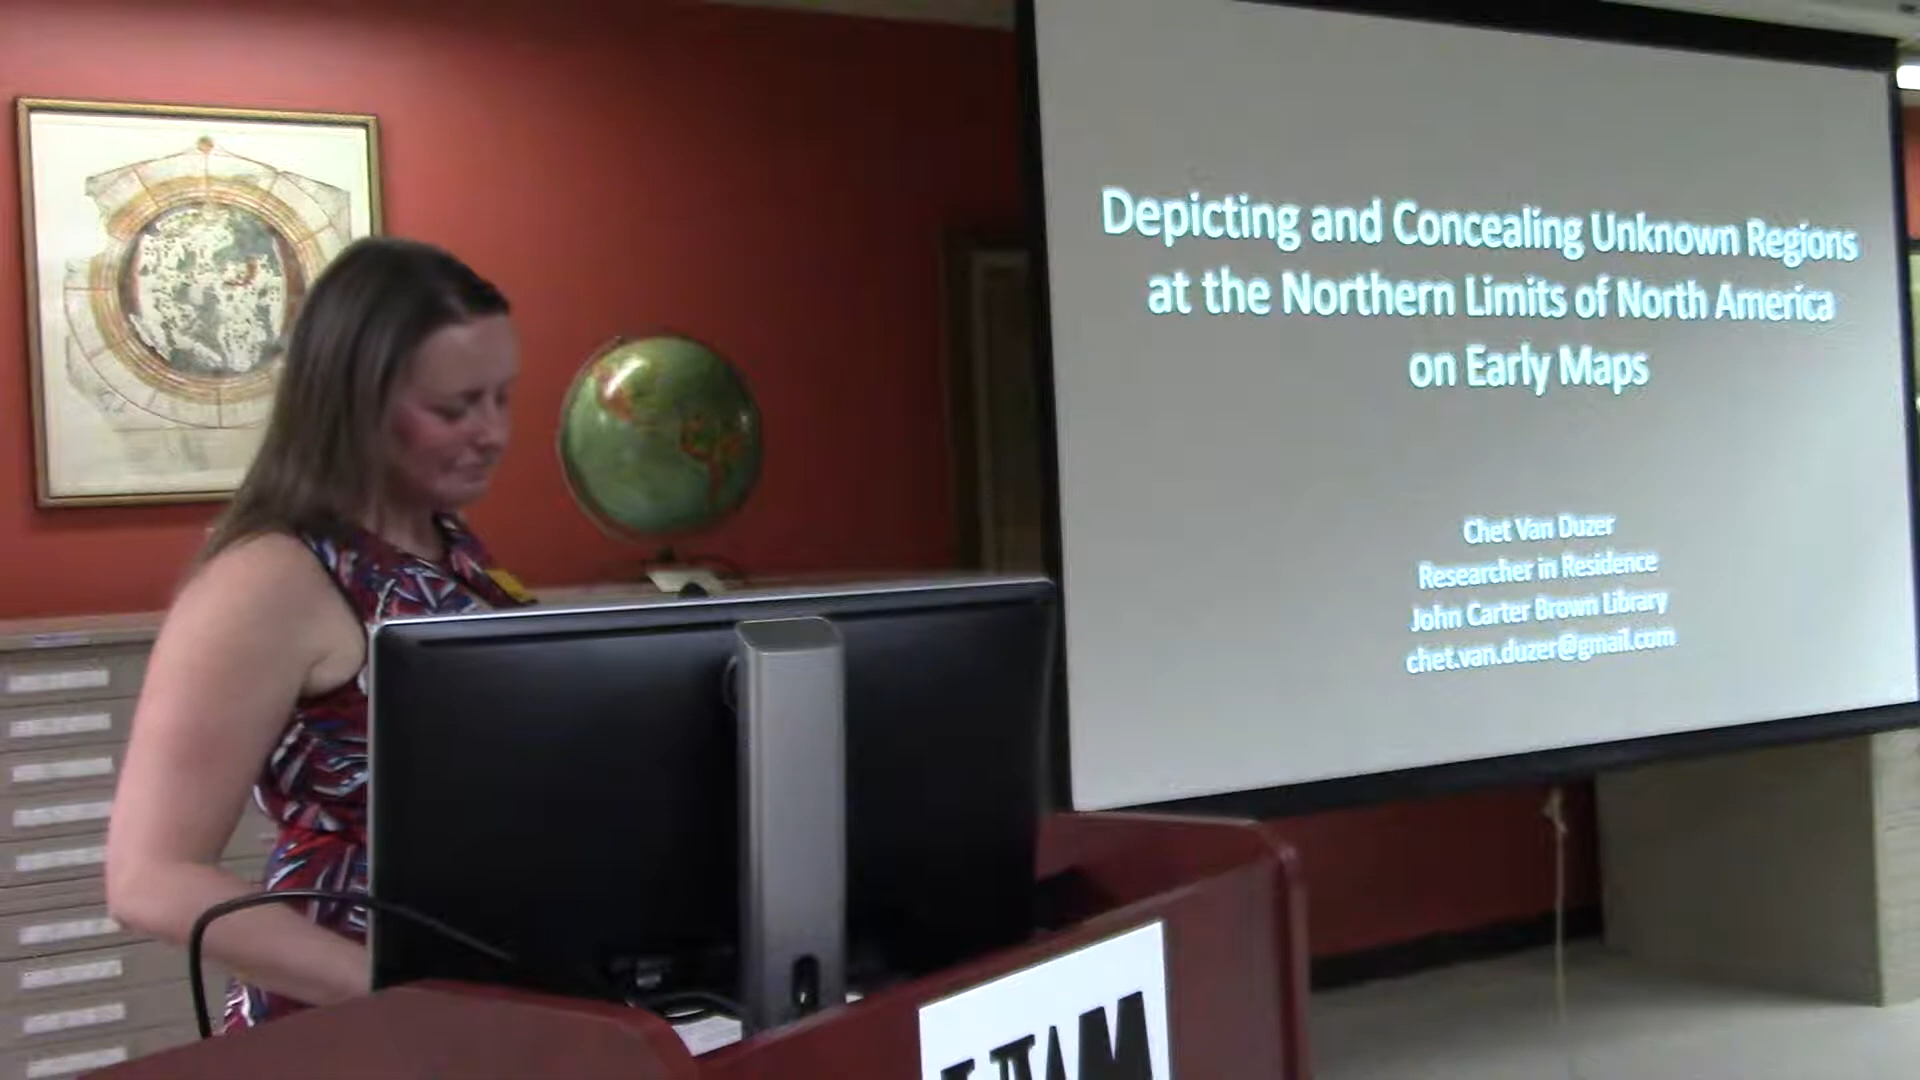 Depicting and Concealing Unknown Regions
at the Northern Limits of North America
on Early Maps
Chet Van Duzer
Researcher in Residence
John Carter Brown Library
chet.van.duzer@gmail.com
UWM